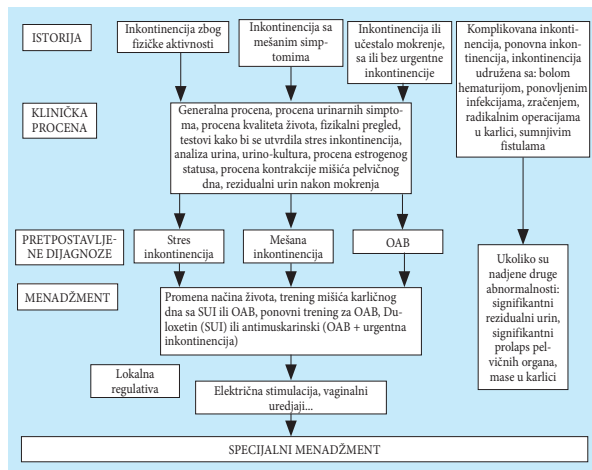 ISTORIJA
Inkontinencija zbog
fizičke aktivnosti
Inkontinencija sa
mešanim simp-
tomima
Inkontinencija ili
učestalo mokrenje,
sa ili bez urgentne
inkontinencije
Komplikovana inkonti-
nencija, ponovna inkon-
tinencija, inkontinencija
udružena sa: bolom
hematurijom, ponovljenim
infekcijama, zračenjem,
radikalnim operacijama
u karlici, sumnjivim
fistulama
KLINIČKA
PROCENA
Generalna procena, procena urinarnih simpto-
ma, procena kvaliteta života, fizikalni pregled,
testovi kako bi se utvrdila stres inkontinencija,
analiza urina, urino-kultura, procena estrogenog
statusa, procena kontrakcije mišića pelvičnog
dna, rezidualni urin nakon mokrenja
PRETPOSTAVLJE-
NE DIJAGNOZE
Stres
inkontinencija
Mešana
inkontinencija
OAB
Ukoliko su
nadjene druge
abnormalnosti:
signifikantni
rezidualni urin,
signifikantni
prolaps pel-
vičnih organa,
mase u karlici
MENADŽMENT
Promena načina života, trening mišića karličnog
dna sa SUI ili OAB, ponovni trening za OAB, Du-
loxetin (SUI) ili antimuskarinski (OAB + urgentna
inkontinencija)
Lokalna
regulativa
Električna stimulacija, vaginalni
uredjaji...
SPECIJALNI MENADŽMENT